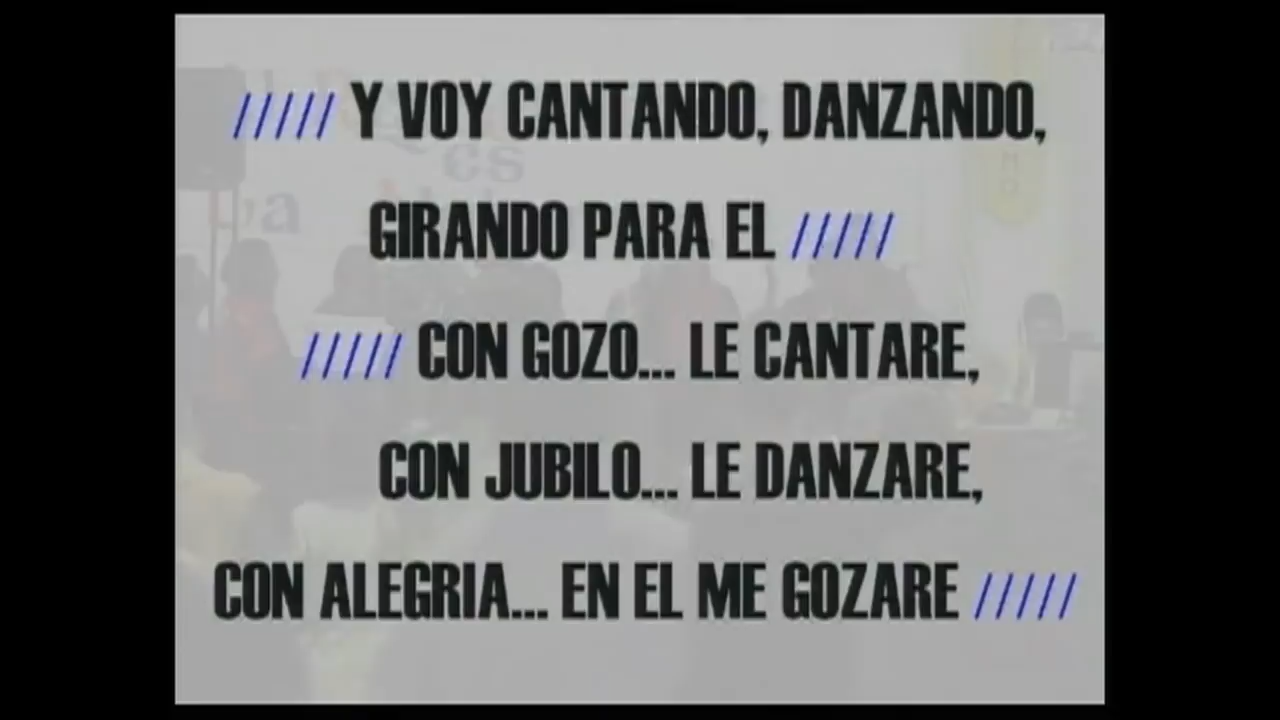 ///// Y VOY CANTANDO, DANZANDO,
GIRANDO PARA EL /////
///// CON GOZO... LE CANTARE,
CON JUBILO... LE DANZARE,
CON ALEGRIA... EN EL ME GOZARE /////